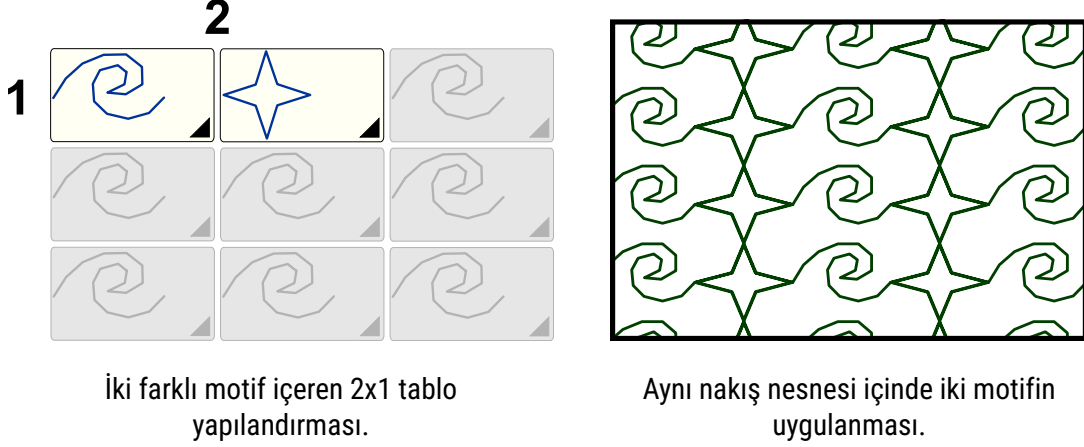 2
1
İki farklı motif içeren 2x1 tablo
yapılandırması.
Aynı nakış nesnesi içinde iki motifin
uygulanması.